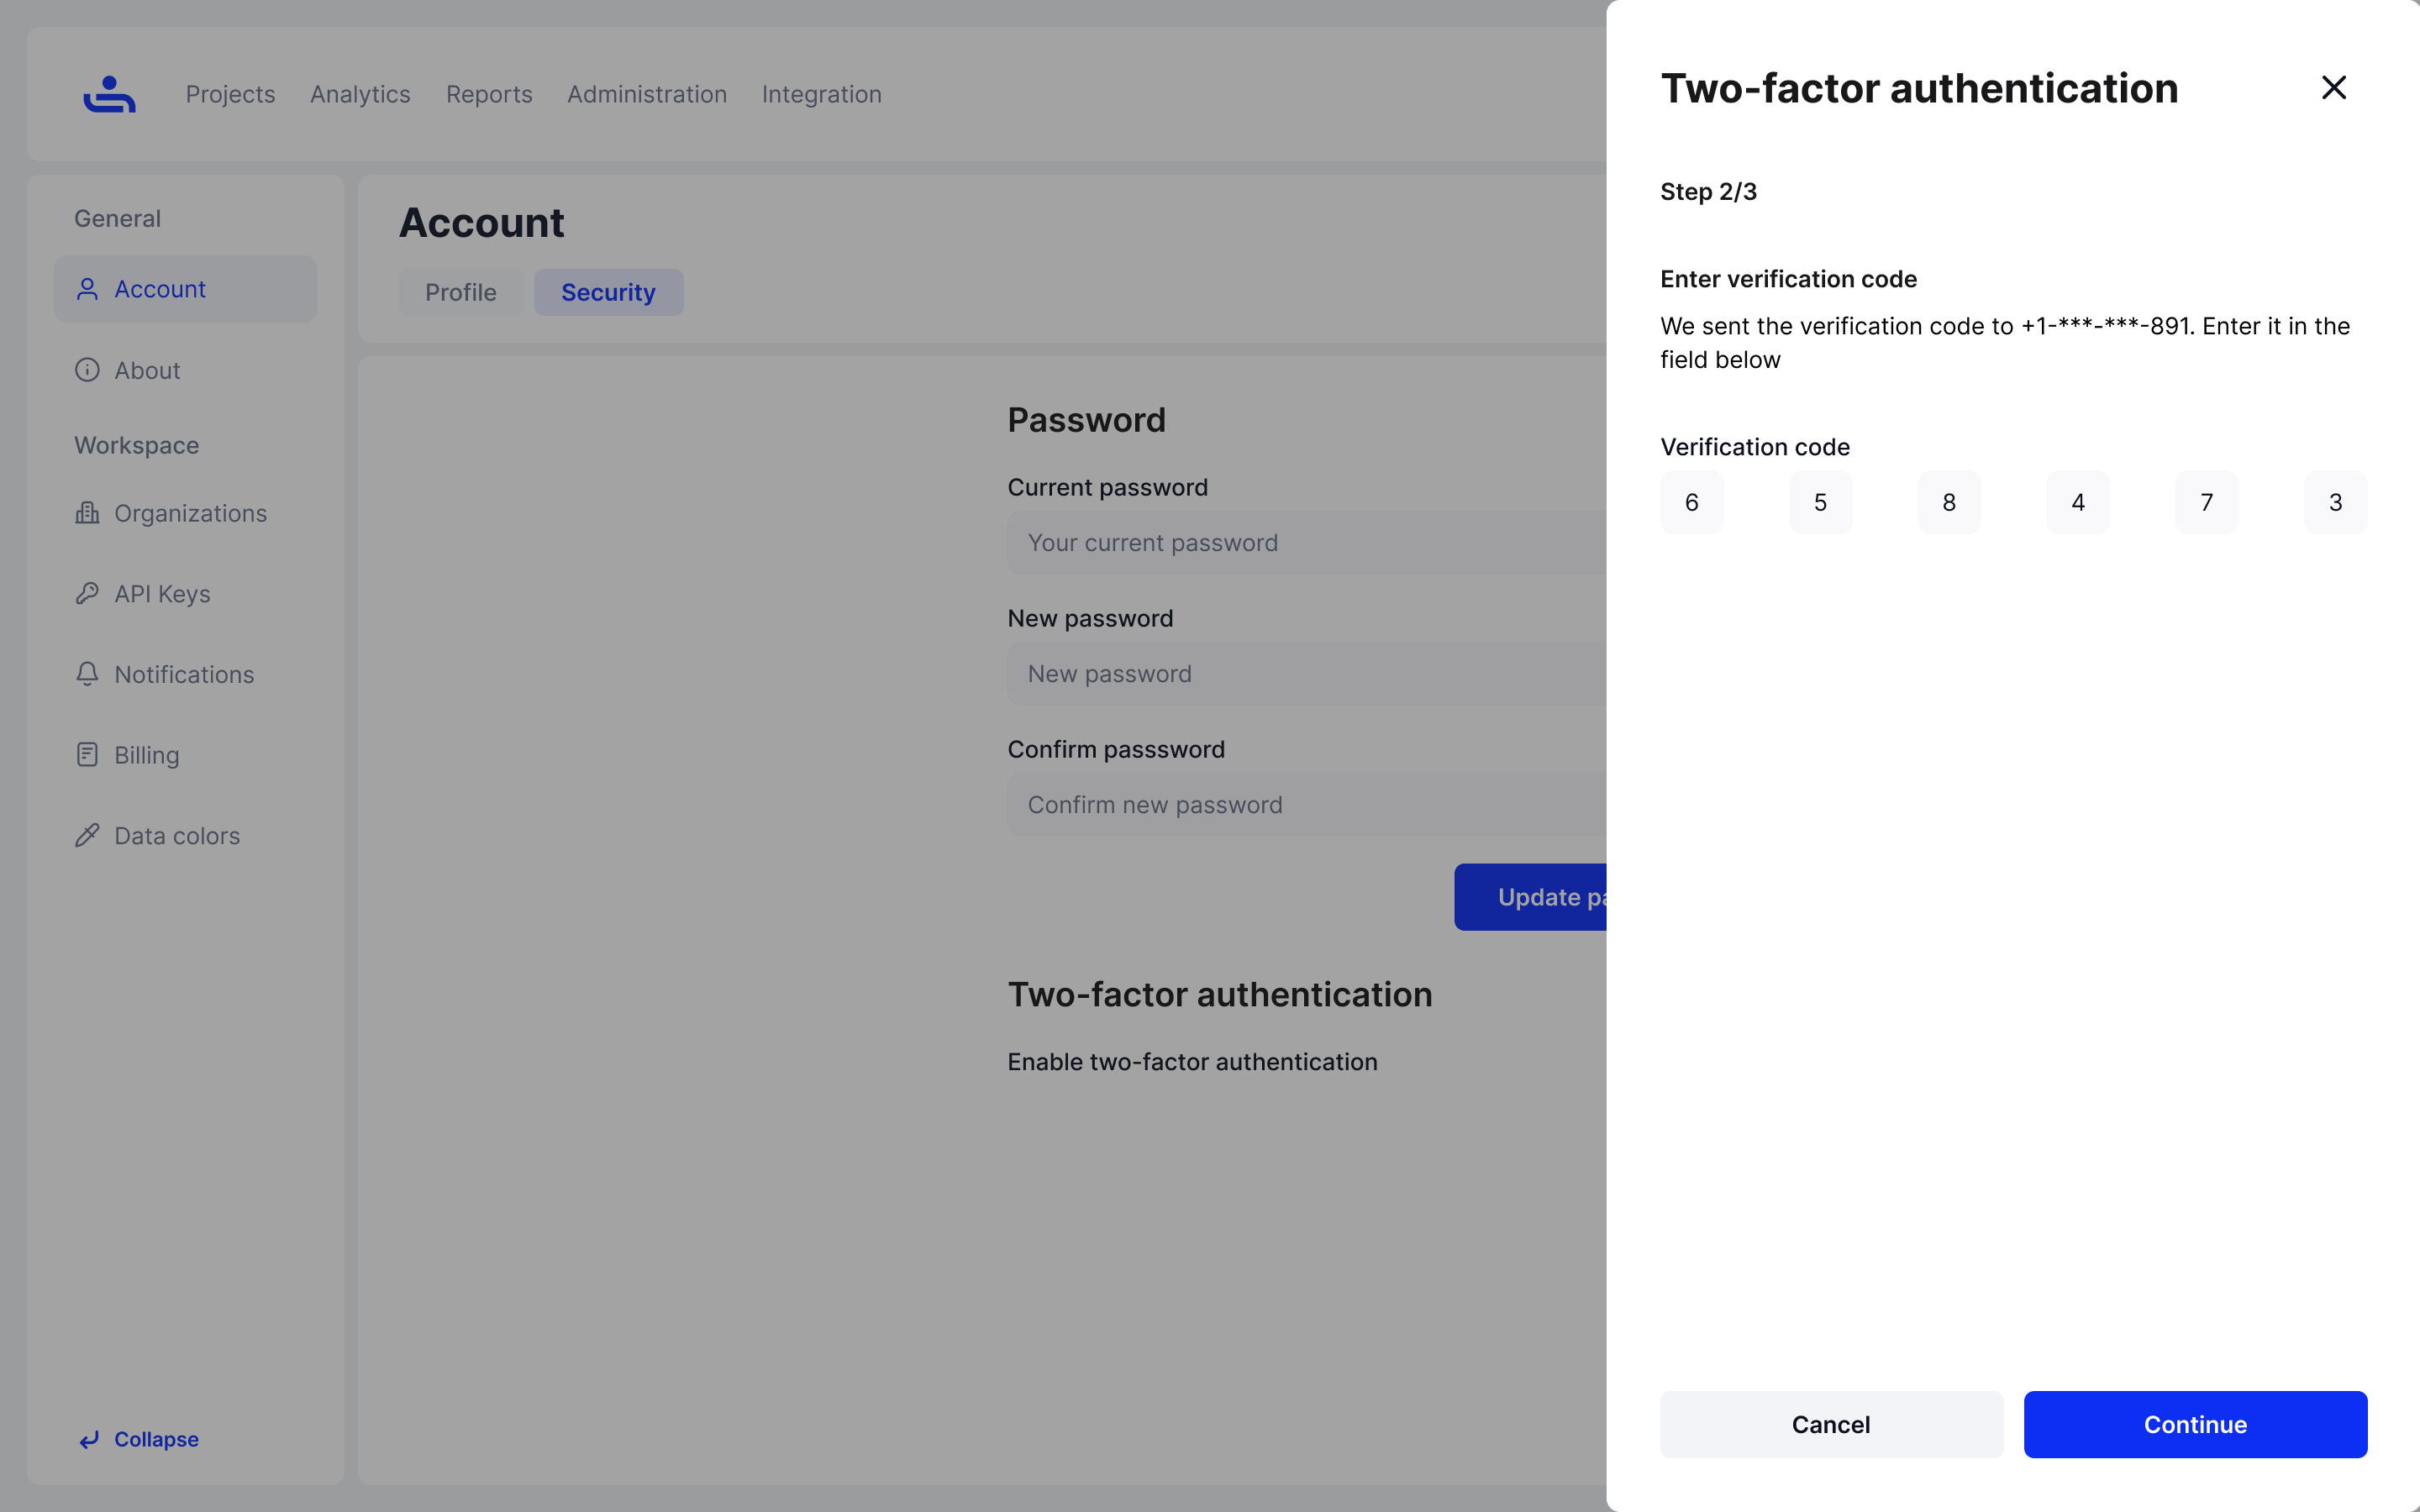 Projects Analytics Reports Administration Integration
General
Account
About
Workspace
Organizations
API Keys
Notifications
Billing
Data colors
Collapse
Account
Profile Security
Password
Current password
Your current password
New password
New password
Confirm passsword
Confirm new password
Update pa
Two-factor authentication
Enable two-factor authentication
Two-factor authentication
Step 2/3
Enter verification code
We sent the verification code to +1-***-***-891. Enter it in the
field below
Verification code
6 5 8 4 7 3
Cancel Continue